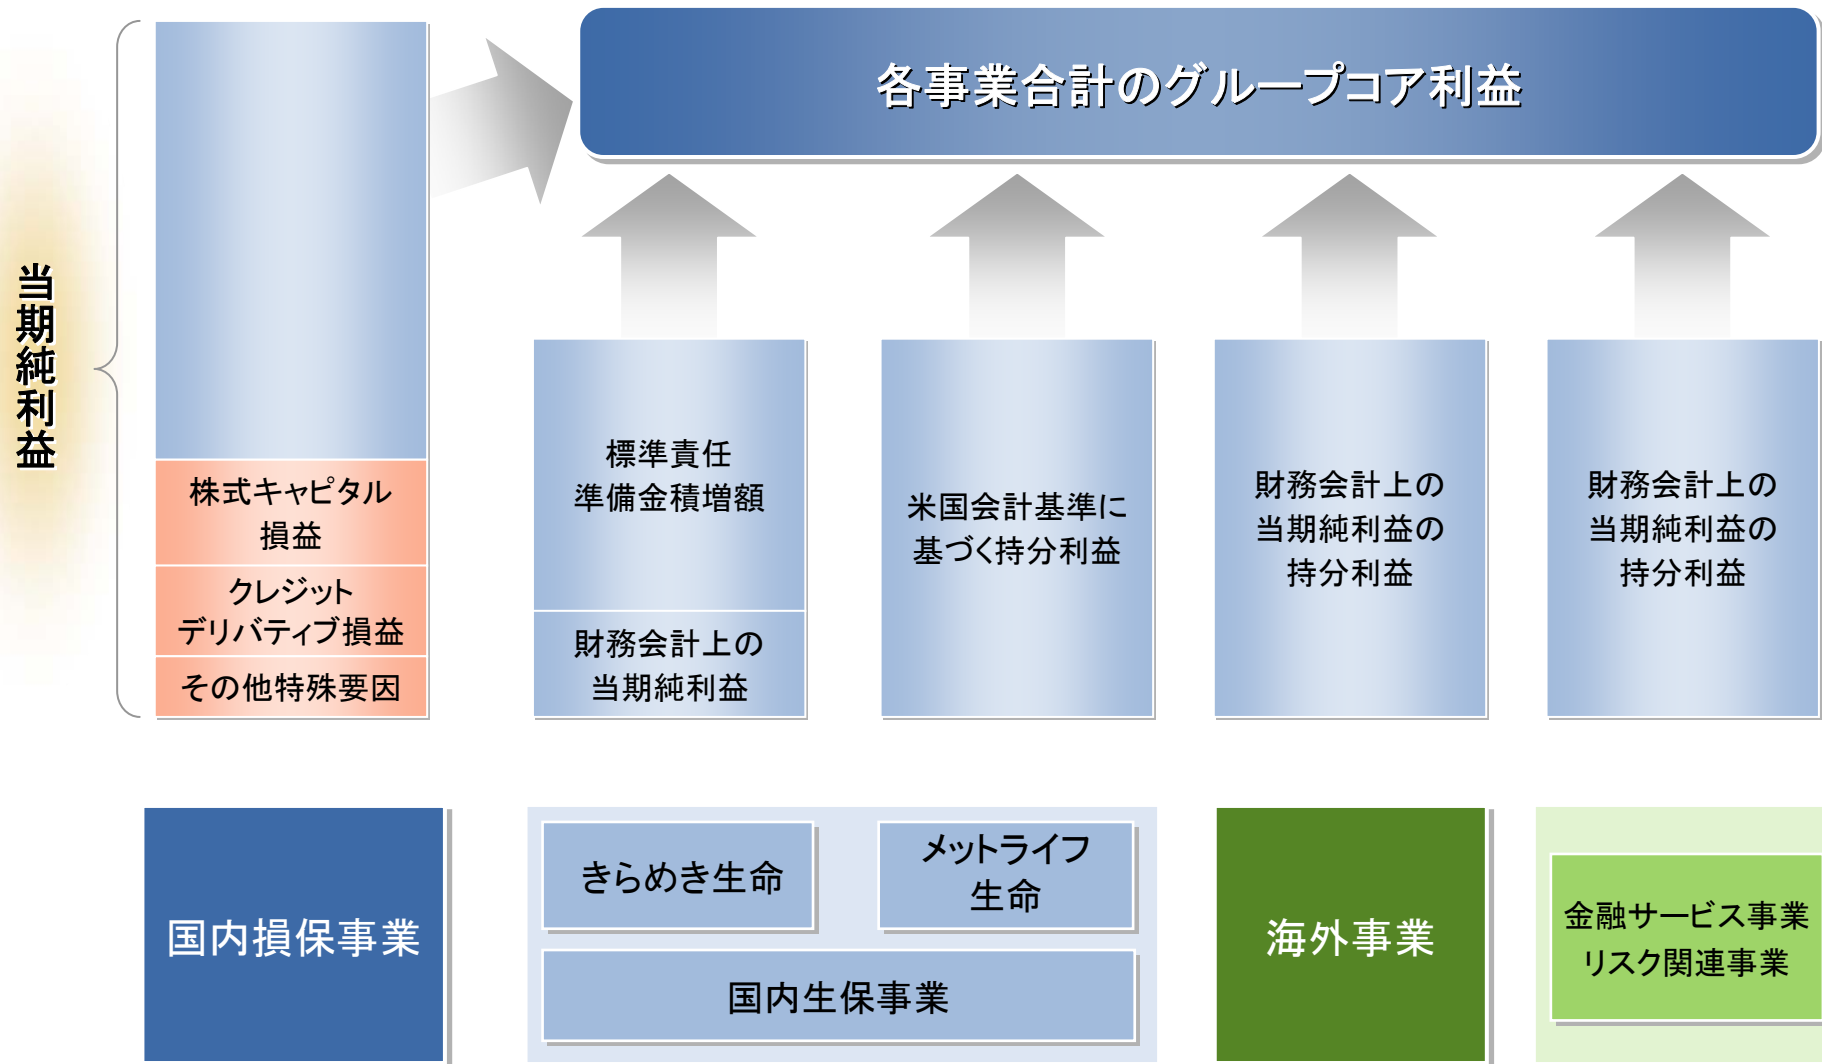 各事業合計のグループコア利益
当期純利益
株式キャピタル
損益
クレジット
デリバティブ損益
その他特殊要因
標準責任
準備金積増額
財務会計上の
当期純利益
米国会計基準に
基づく持分利益
財務会計上の
当期純利益の
持分利益
財務会計上の
当期純利益の
持分利益
国内損保事業
きらめき生命
メットライフ
生命
国内生保事業
海外事業
金融サービス事業
リスク関連事業